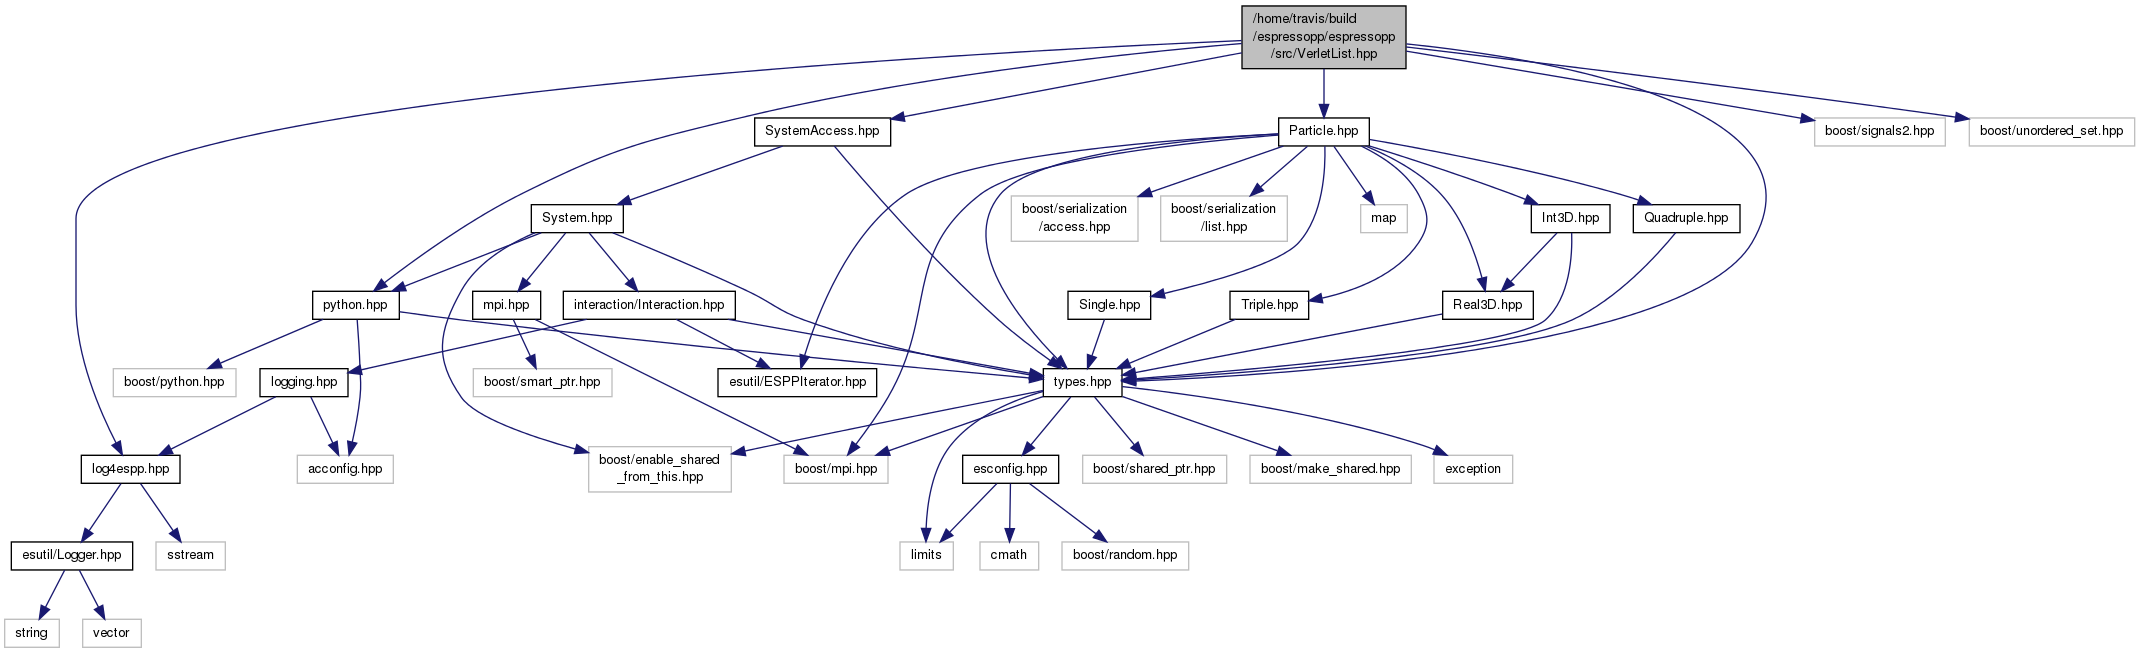 /home/travis/build
/espressopp/espressopp
/src/VerletList.hpp
SystemAccess.hpp
Particle.hpp
boost/signals2.hpp
boost/unordered_set.hpp
System.hpp
boost/serialization
/access.hpp
boost/serialization
/list.hpp
map
Int3D.hpp
Quadruple.hpp
python.hpp
mpi.hpp
interaction/Interaction.hpp
Single.hpp
Triple.hpp
Real3D.hpp
boost/python.hpp
logging.hpp
boost/smart_ptr.hpp
esutil/ESPPIterator.hpp
types.hpp
log4espp.hpp
acconfig.hpp
boost/enable_shared
_from_this.hpp
boost/mpi.hpp
esconfig.hpp
boost/shared_ptr.hpp
boost/make_shared.hpp
exception
esutil/Logger.hpp
sstream
limits
cmath
boost/random.hpp
string
vector